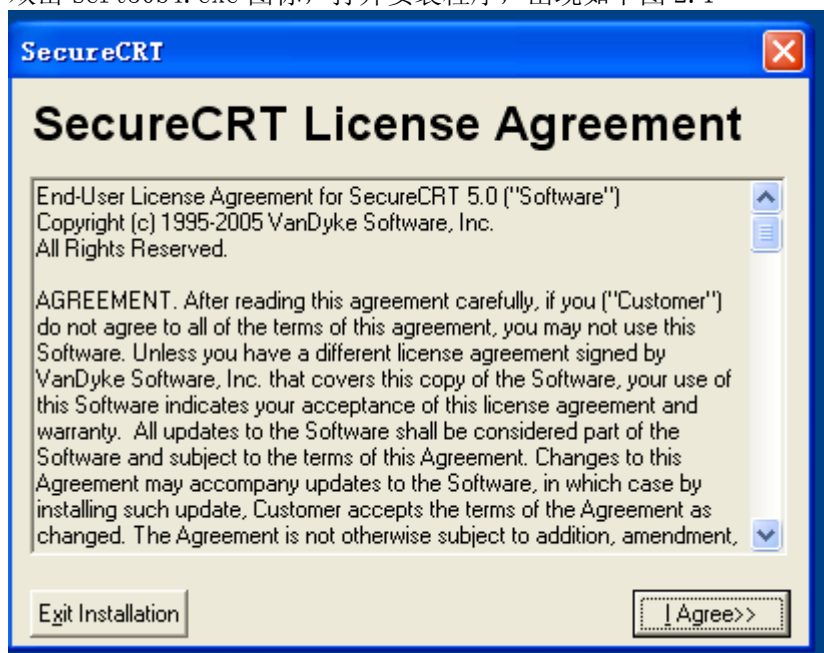 SecureCRT
SecureCRT License Agreement
End-User License Agreement for SecureCRT 5.0 ("Software")
Copyright (c) 1995-2005 VanDyke Software, Inc.
All Rights Reserved.
AGREEMENT. After reading this agreement carefully, if you ("Customer")
do not agree to all of the terms of this agreement, you may not use this
Software. Unless you have a different license agreement signed by
VanDyke Software, Inc. that covers this copy of the Software, your use of
this Software indicates your acceptance of this license agreement and
warranty.  All updates to the Software shall be considered part of the
Software and subject to the terms of this Agreement. Changes to this
Agreement may accompany updates to the Software, in which case by
installing such update, Customer accepts the terms of the Agreement as
changed. The Agreement is not otherwise subject to addition, amendment,
Exit Installation
I Agree>>